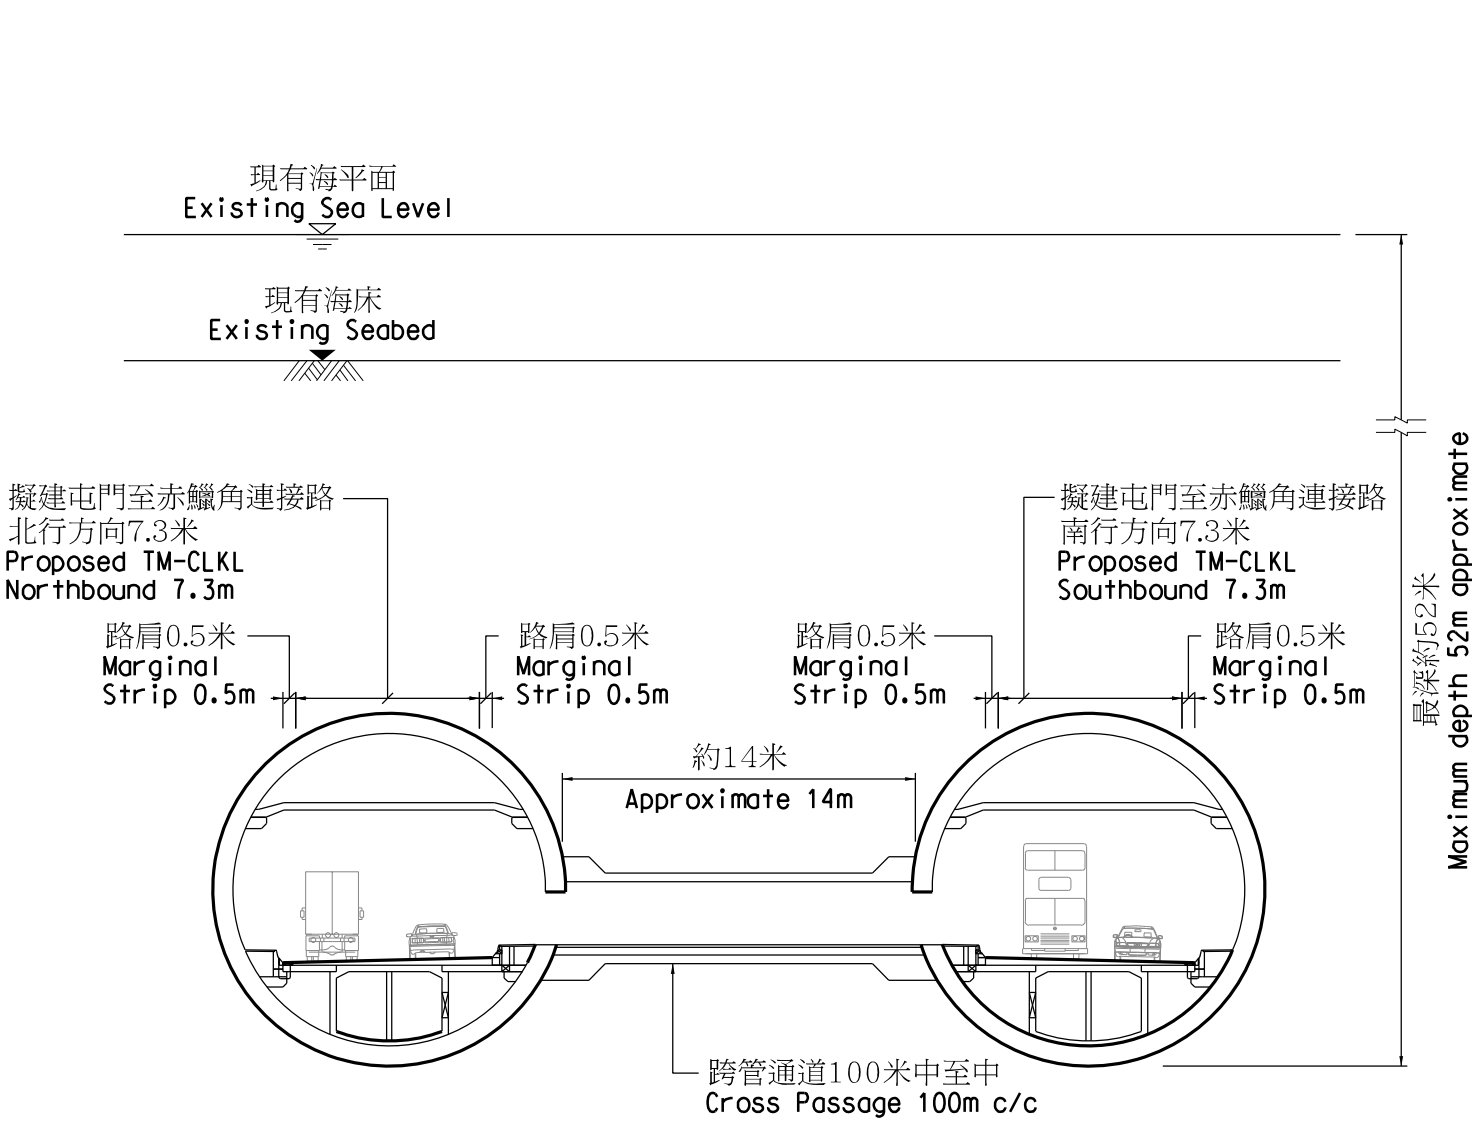 現有海平面
Existing Sea Level
現有海床
Existing Seabed
擬建屯門至赤鱲角連接路
北行方向7.3米
Proposed TM-CLKL
Northbound 7.3m
擬建屯門至赤鱲角連接路
南行方向7.3米
Proposed TM-CLKL
Southbound 7.3m
路肩0.5米
Marginal
Strip 0.5m
路肩0.5米
Marginal
Strip 0.5m
路肩0.5米
Marginal
Strip 0.5m
路肩0.5米
Marginal
Strip 0.5m
最深約52米
Maximum depth 52m approximate
約14米
Approximate 14m
跨管通道100米中至中
Cross Passage 100m c/c